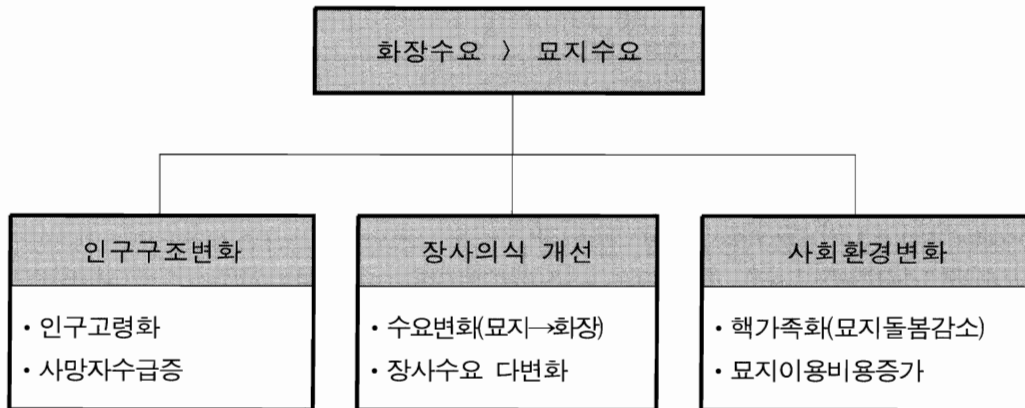 화장수요 > 묘지수요
인구구조변화
• 인구고령화
• 사망자수급증
장사의식 개선
• 수요변화(묘지→화장)
• 장사수요 다변화
사회환경변화
• 핵가족화(묘지돌봄감소)
• 묘지이용비용증가